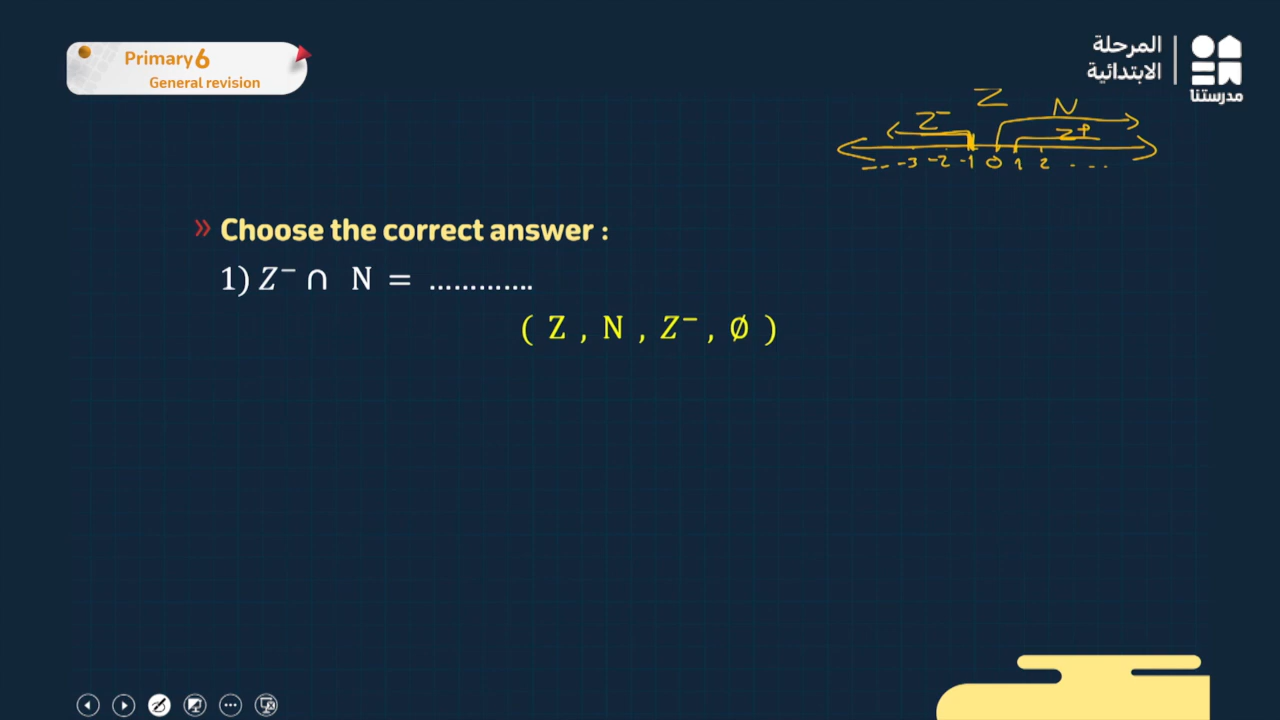 Primary 6
General revision
المرحلة
الابتدائية
مدرستنا
Z
Z⁻ N
Z⁺
-- -3 -2 -1 0 1 2 ...
» Choose the correct answer :
1) Z⁻ ∩ N = .............
( Z , N , Z⁻ , ∅ )